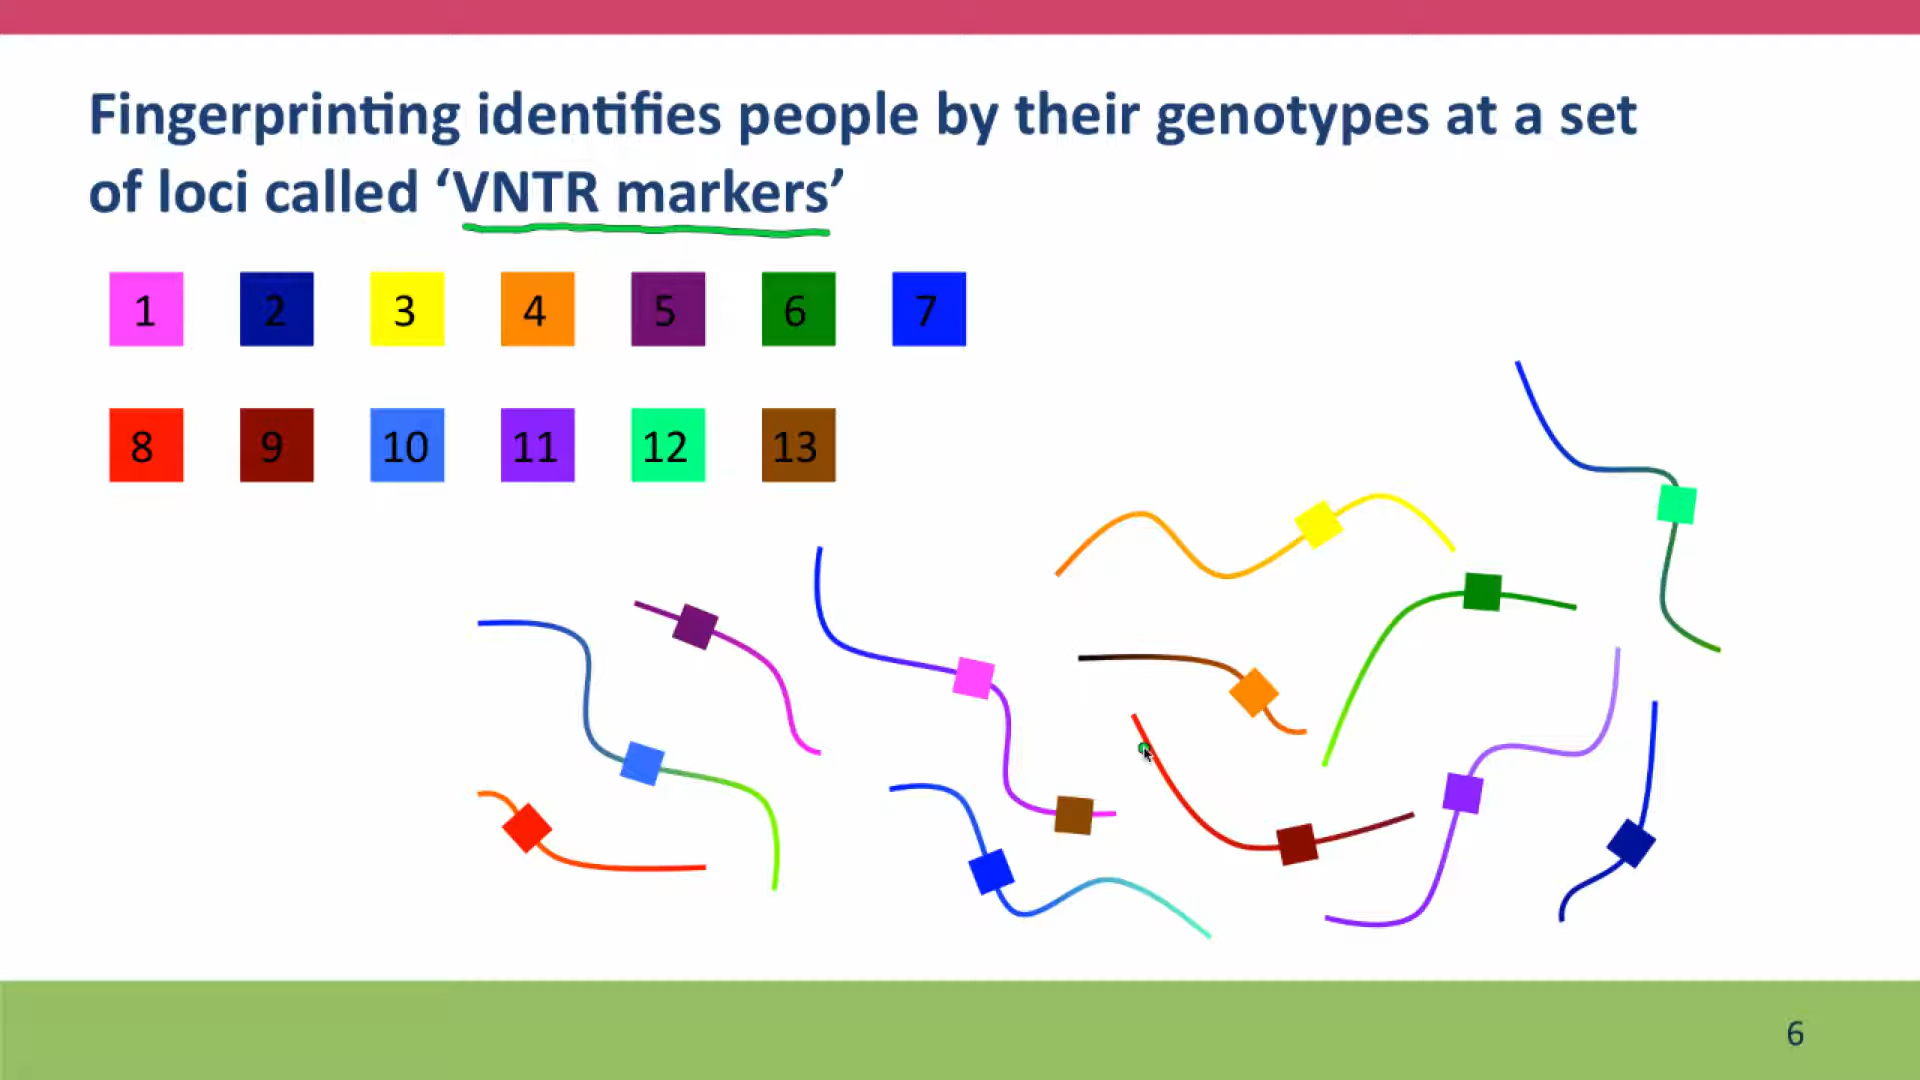 Fingerprinting identifies people by their genotypes at a set
of loci called ‘VNTR markers’
1 2 3 4 5 6 7
8 9 10 11 12 13
6